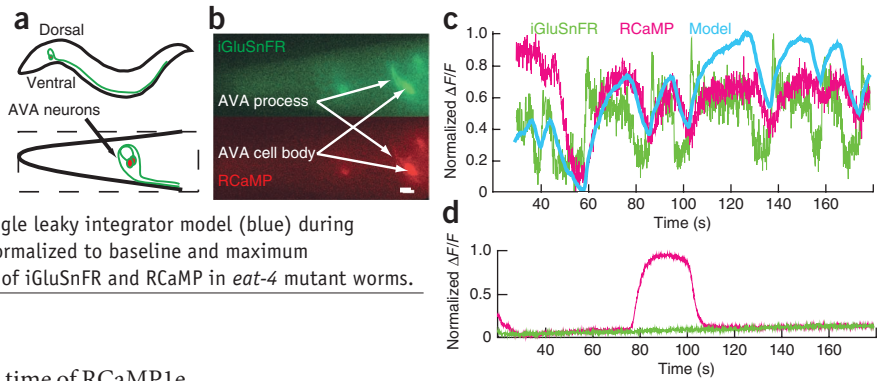 a
Dorsal
Ventral
AVA neurons
b
iGluSnFR
AVA process
AVA cell body
RCaMP
c
iGluSnFR RCaMP Model
Normalized ΔF/F
1.0
0.8
0.6
0.4
0.2
0
40 60 80 100 120 140 160
Time (s)
d
Normalized ΔF/F
1.0
0.5
0
20 40 60 80 100 120 140 160
Time (s)
gle leaky integrator model (blue) during
ormalized to baseline and maximum
of iGluSnFR and RCaMP in eat-4 mutant worms.
time of RCaMP1e